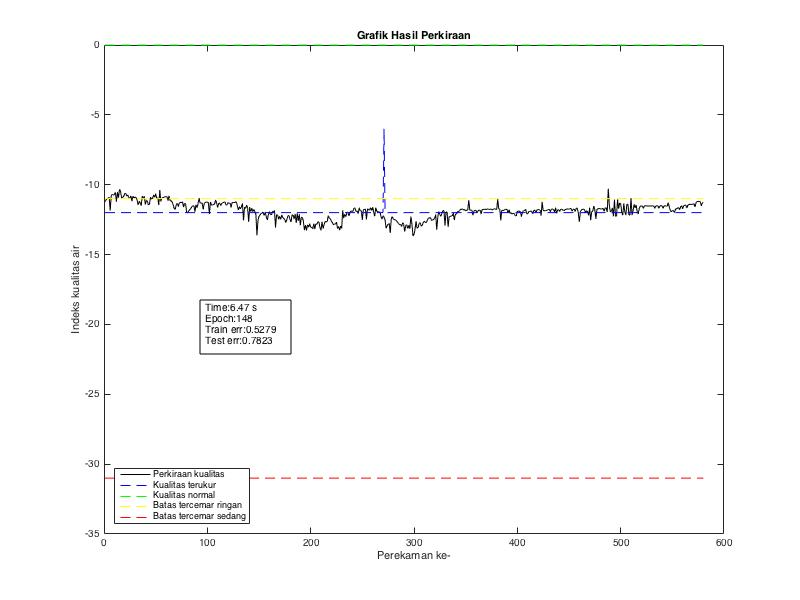 Grafik Hasil Perkiraan
0
-5
-10
-15
-20
-25
-30
-35
Indeks kualitas air
Time:6.47 s
Epoch:148
Train err:0.5279
Test err:0.7823
Perkiraan kualitas
Kualitas terukur
Kualitas normal
Batas tercemar ringan
Batas tercemar sedang
0 100 200 300 400 500 600
Perekaman ke-